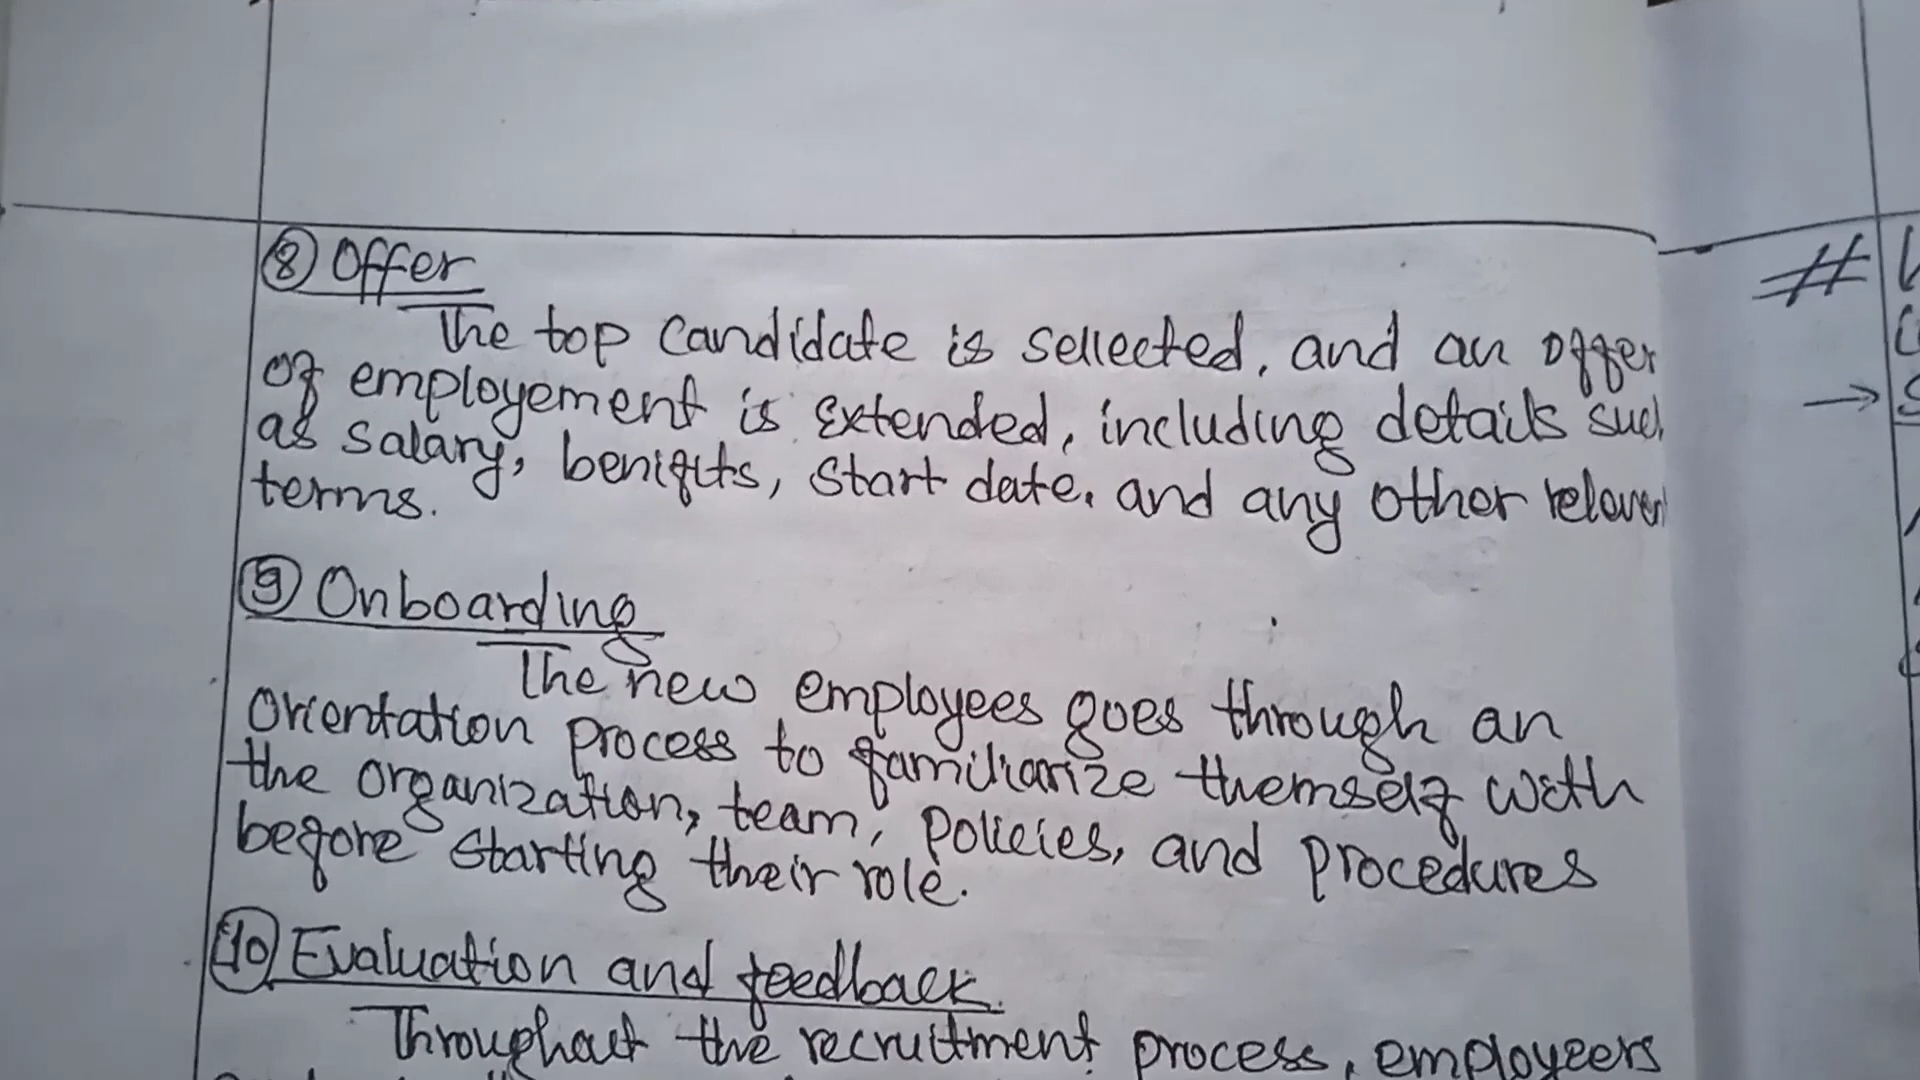 ⑧ Offer
The top candidate is sellected, and an offer
of employement is extended, including details such
as salary, benifits, start date, and any other relevan
terms.
⑨ Onboarding
The new employees goes through an
Orientation process to familiarize themself with
the organization, team, policies, and procedures
before starting their role.
⑩ Evaluation and feedback.
Throughout the recruitment process, employeers
#
→